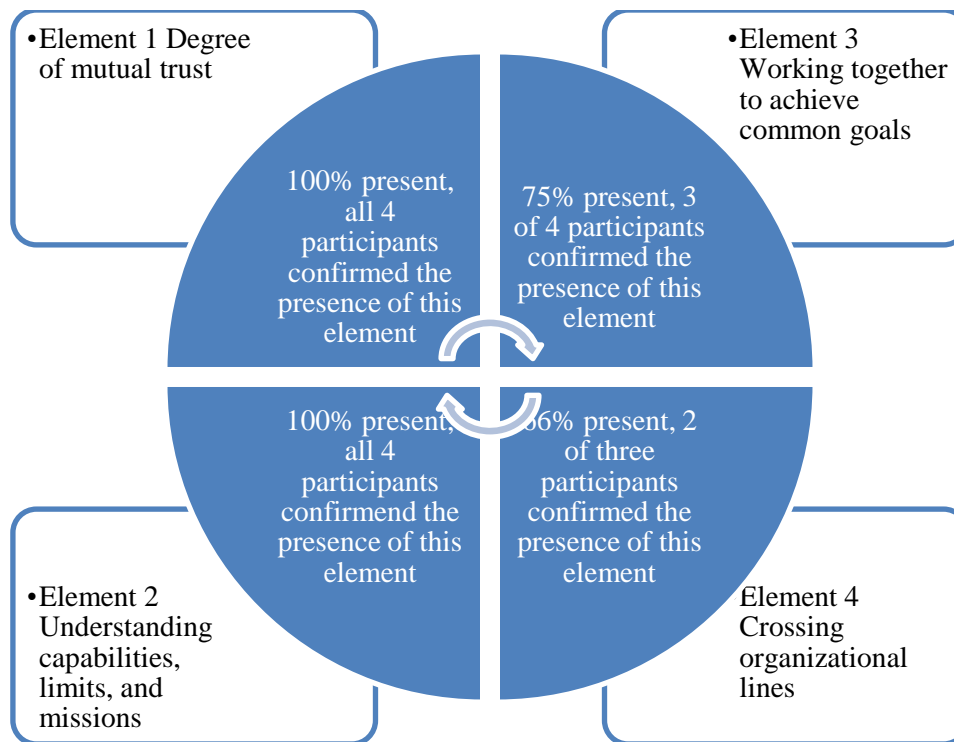 •Element 1 Degree
of mutual trust
100% present,
all 4
participants
confirmed the
presence of this
element
•Element 3
Working together
to achieve
common goals
75% present, 3
of 4 participants
confirmed the
presence of this
element
•Element 2
Understanding
capabilities,
limits, and
missions
100% present,
all 4
participants
confirmend the
presence of this
element
Element 4
Crossing
organizational
lines
66% present, 2
of three
participants
confirmed the
presence of this
element